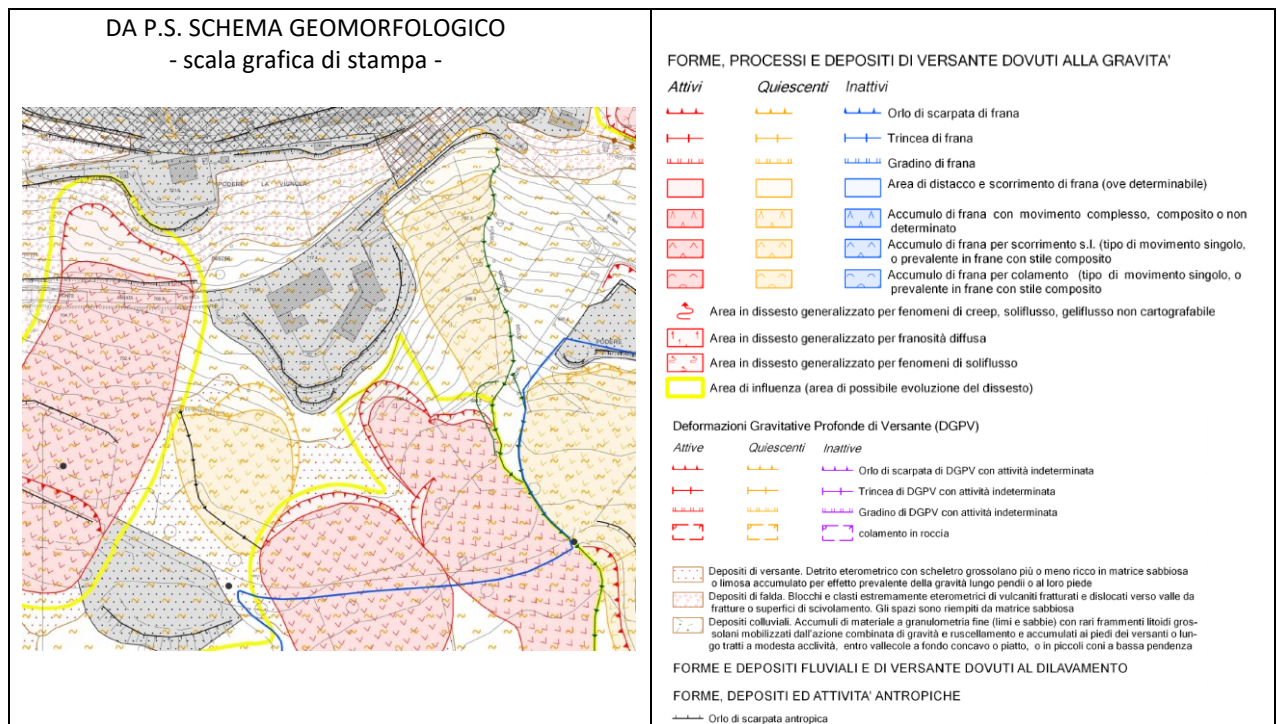 DA P.S. SCHEMA GEOMORFOLOGICO
- scala grafica di stampa -
PODERE LA VIGNOLA
PODERE
FORME, PROCESSI E DEPOSITI DI VERSANTE DOVUTI ALLA GRAVITA'
Attivi Quiescenti Inattivi
Orlo di scarpata di frana
Trincea di frana
Gradino di frana
Area di distacco e scorrimento di frana (ove determinabile)
Accumulo di frana con movimento complesso, composito o non
determinato
Accumulo di frana per scorrimento s.l. (tipo di movimento singolo,
o prevalente in frane con stile composito
Accumulo di frana per colamento (tipo di movimento singolo, o
prevalente in frane con stile composito
Area in dissesto generalizzato per fenomeni di creep, soliflusso, geliflusso non cartografabile
Area in dissesto generalizzato per franosità diffusa
Area in dissesto generalizzato per fenomeni di soliflusso
Area di influenza (area di possibile evoluzione del dissesto)
Deformazioni Gravitative Profonde di Versante (DGPV)
Attive Quiescenti Inattive
Orlo di scarpata di DGPV con attività indeterminata
Trincea di DGPV con attività indeterminata
Gradino di DGPV con attività indeterminata
colamento in roccia
Depositi di versante. Detrito eterometrico con scheletro grossolano più o meno ricco in matrice sabbiosa
o limosa accumulato per effetto prevalente della gravità lungo pendii o al loro piede
Depositi di falda. Blocchi e clasti estremamente eterometrici di vulcaniti fratturati e dislocati verso valle da
fratture o superfici di scivolamento. Gli spazi sono riempiti da matrice sabbiosa
Depositi colluviali. Accumuli di materiale a granulometria fine (limi e sabbie) con rari frammenti litoidi gros-
solani mobilizzati dall'azione combinata di gravità e ruscellamento e accumulati ai piedi dei versanti o lun-
go tratti a modesta acclività, entro vallecole a fondo concavo o piatto, o in piccoli coni a bassa pendenza
FORME E DEPOSITI FLUVIALI E DI VERSANTE DOVUTI AL DILAVAMENTO
FORME, DEPOSITI ED ATTIVITA' ANTROPICHE
Orlo di scarpata antropica